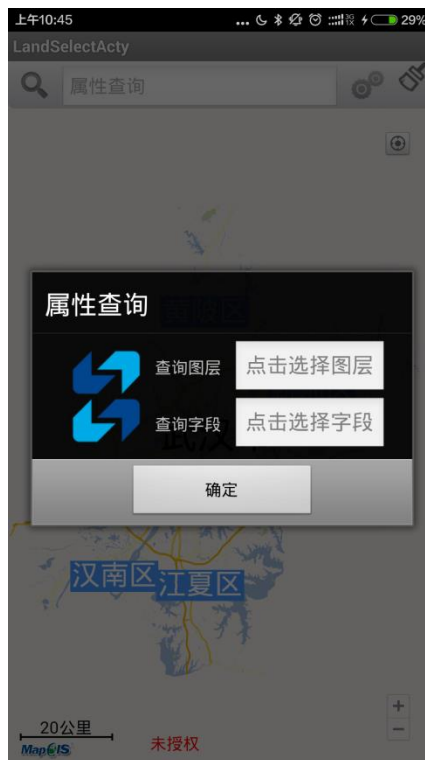 上午10:45 ... 3G 1X 29%
LandSelectActy
属性查询
属性查询
查询图层 点击选择图层
查询字段 点击选择字段
确定
汉南区 江夏区
+
20公里
−
MapGIS 未授权